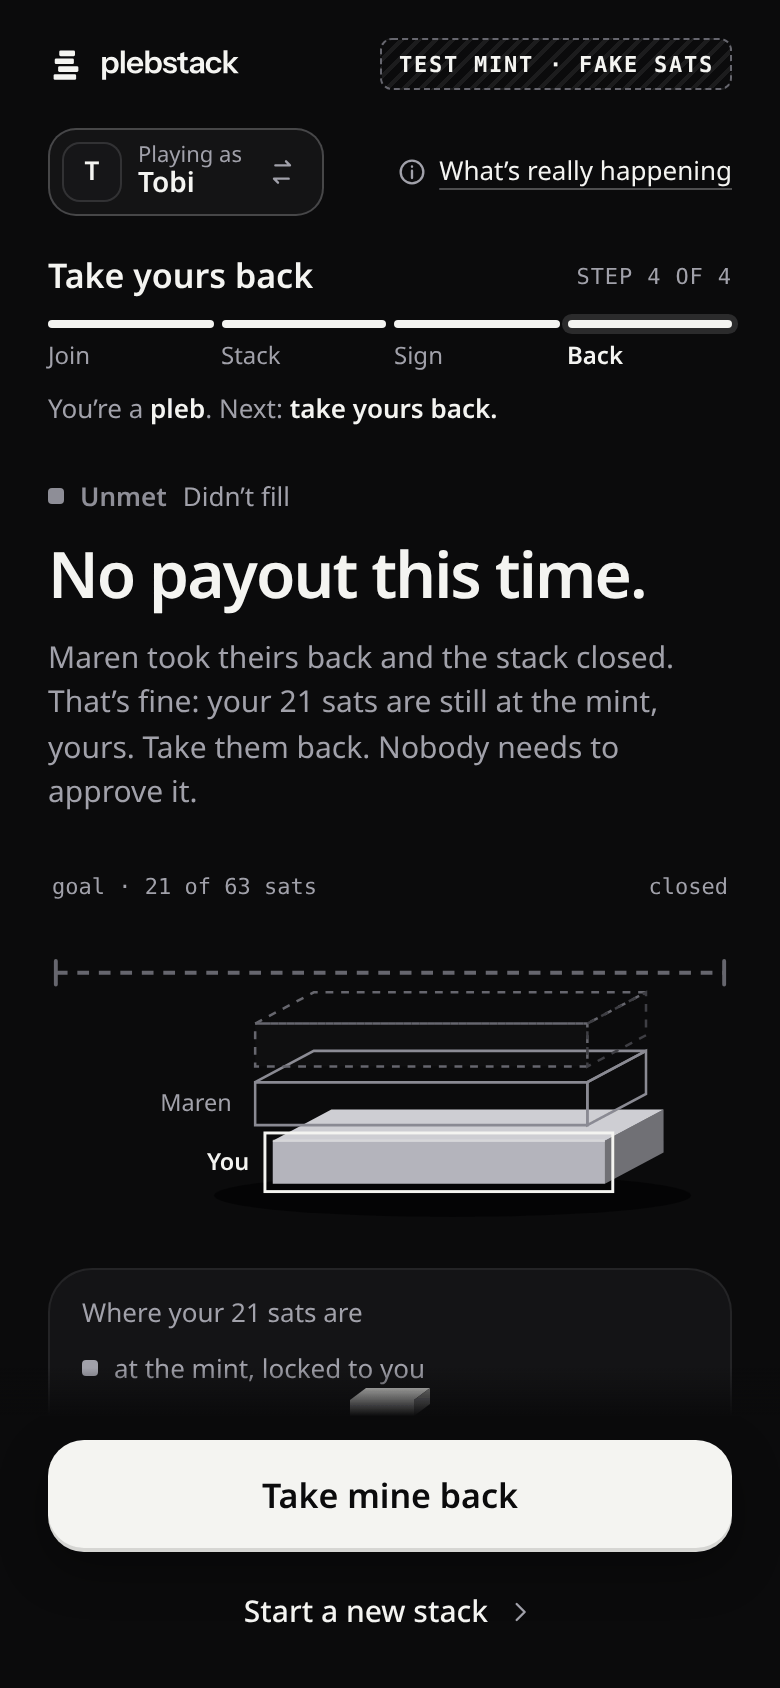 plebstack
TEST MINT · FAKE SATS
T
Playing as
Tobi
What’s really happening
Take yours back
STEP 4 OF 4
Join
Stack
Sign
Back
You’re a pleb. Next: take yours back.
Unmet Didn’t fill
No payout this time.
Maren took theirs back and the stack closed.
That’s fine: your 21 sats are still at the mint,
yours. Take them back. Nobody needs to
approve it.
goal · 21 of 63 sats
closed
Maren
You
Where your 21 sats are
at the mint, locked to you
Take mine back
Start a new stack